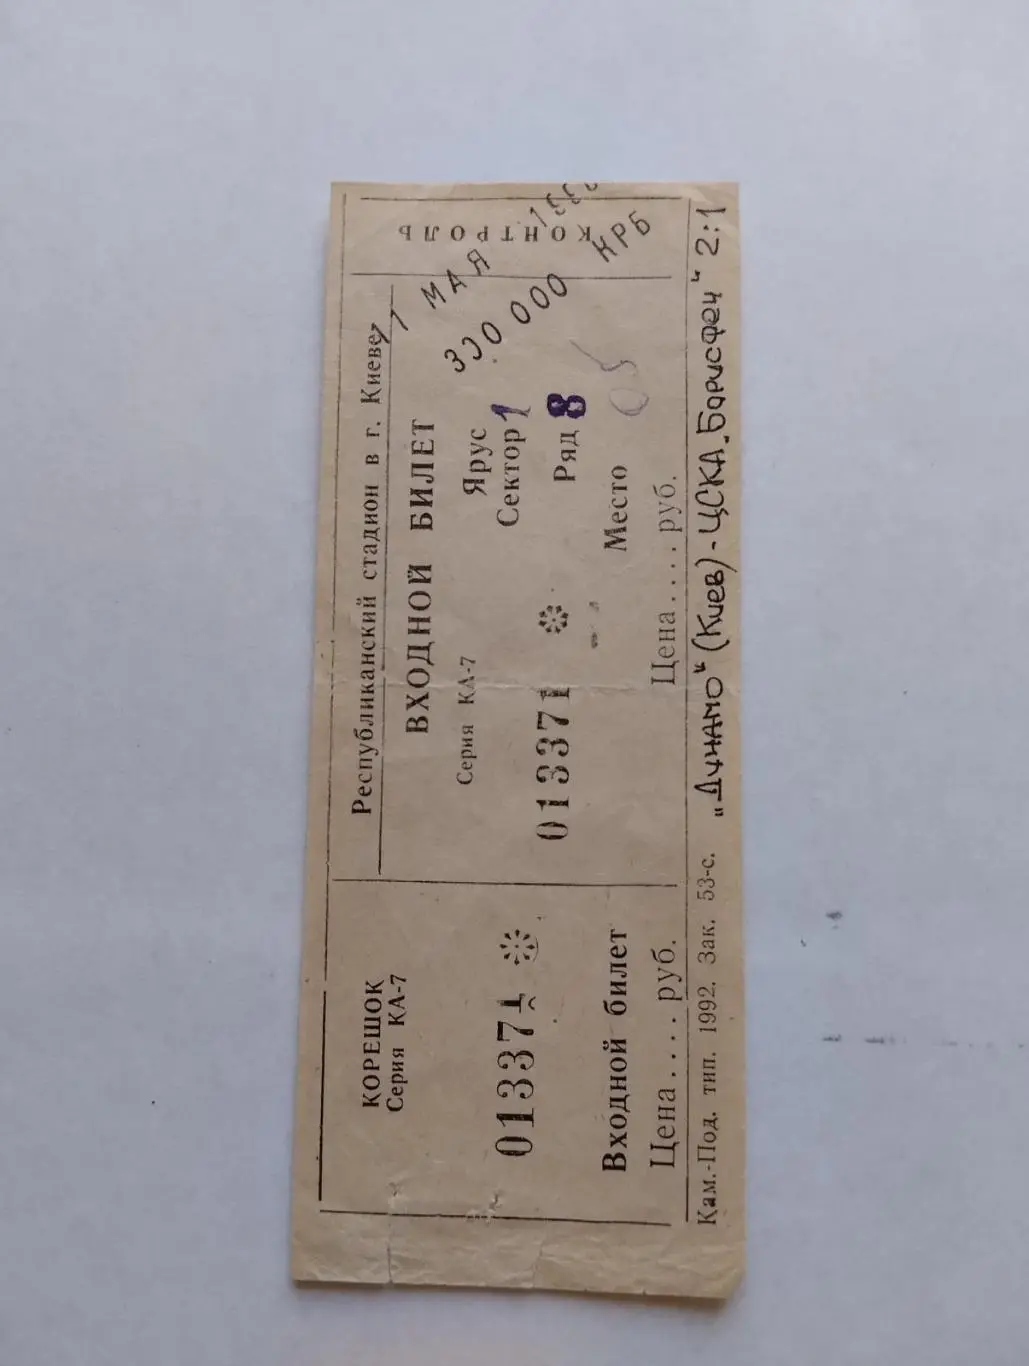 КОРЕШОК
Серия КА-7
013371
Входной билет
Цена.....руб.
Республиканский стадион в г. Киеве
ВХОДНОЙ БИЛЕТ
Серия КА-7
013371
Ярус
Сектор 1
Ряд 8
Место 05
Цена.....руб.
КОНТРОЛЬ
МАЯ
000 КРБ
Кам.-Под. тип. 1992. Зак. 53-с.
„Динамо“ (Киев) - ЦСКА-Борисфен“ 2:1